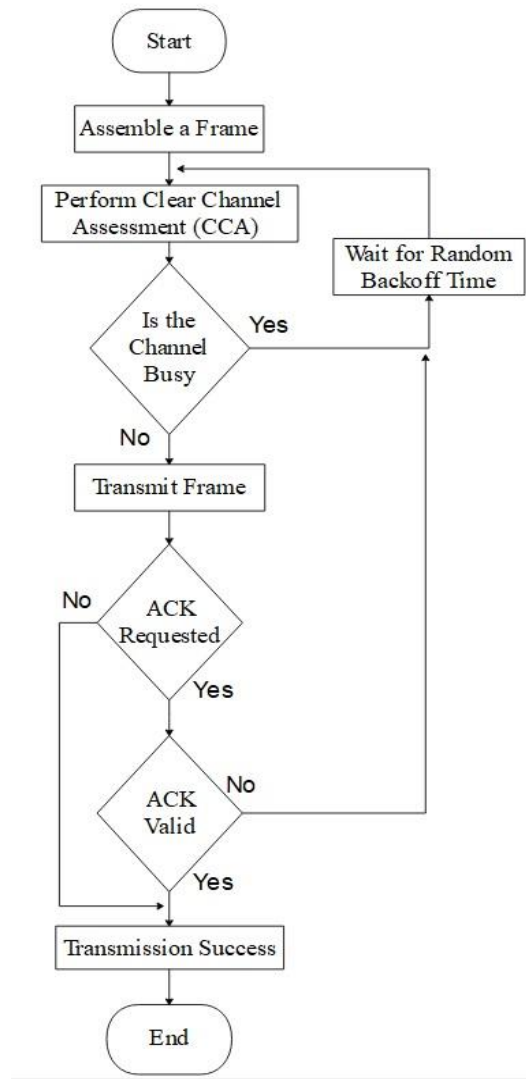 Start
Assemble a Frame
Perform Clear Channel
Assessment (CCA)
Wait for Random
Backoff Time
Is the
Channel
Busy
Yes
No
Transmit Frame
No
ACK
Requested
Yes
ACK
Valid
No
Yes
Transmission Success
End